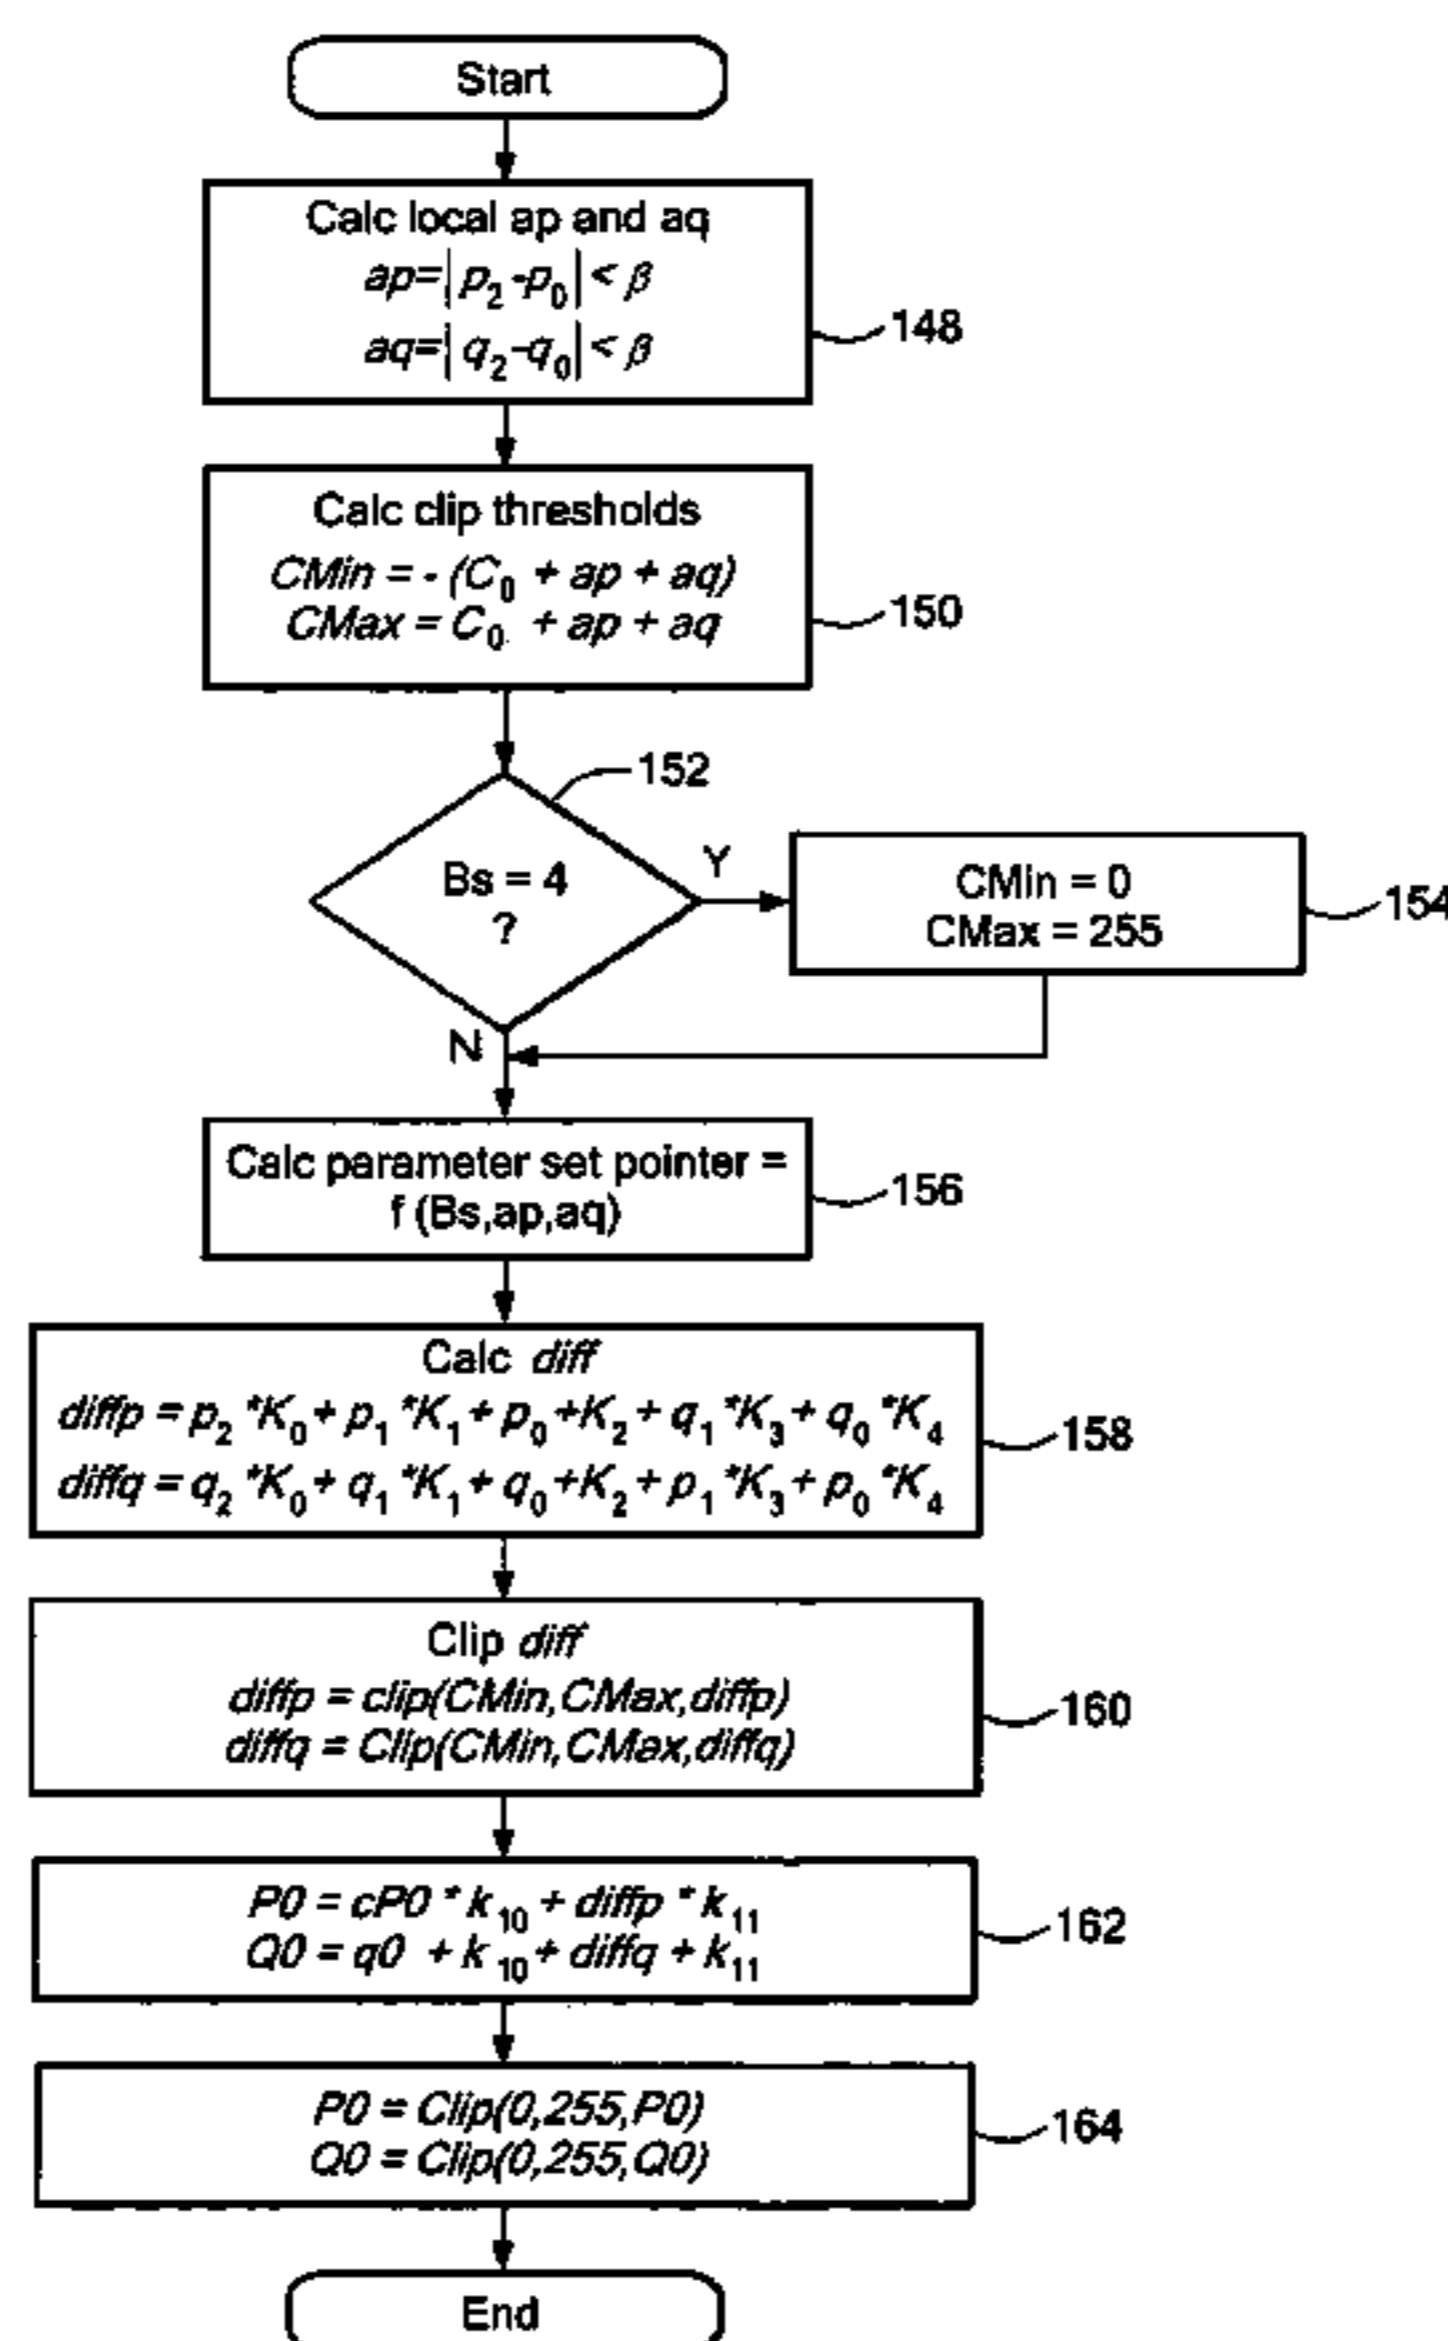 Start
Calc local ap and aq
ap=|p₂-p₀|<β
aq=|q₂-q₀|<β
148
Calc clip thresholds
CMin = - (C₀ + ap + aq)
CMax = C₀ + ap + aq
150
152
Bs = 4
?
Y
CMin = 0
CMax = 255
154
N
Calc parameter set pointer =
f (Bs,ap,aq)
156
Calc diff
diffp = p₂*K₀+ p₁*K₁+ p₀+K₂+ q₁*K₃+ q₀*K₄
diffq = q₂*K₀+ q₁*K₁+ q₀+K₂+ p₁*K₃+ p₀*K₄
158
Clip diff
diffp = clip(CMin,CMax,diffp)
diffq = Clip(CMin,CMax,diffq)
160
P0 = cP0 * k₁₀ + diffp * k₁₁
Q0 = q0 + k₁₀ + diffq + k₁₁
162
P0 = Clip(0,255,P0)
Q0 = Clip(0,255,Q0)
164
End